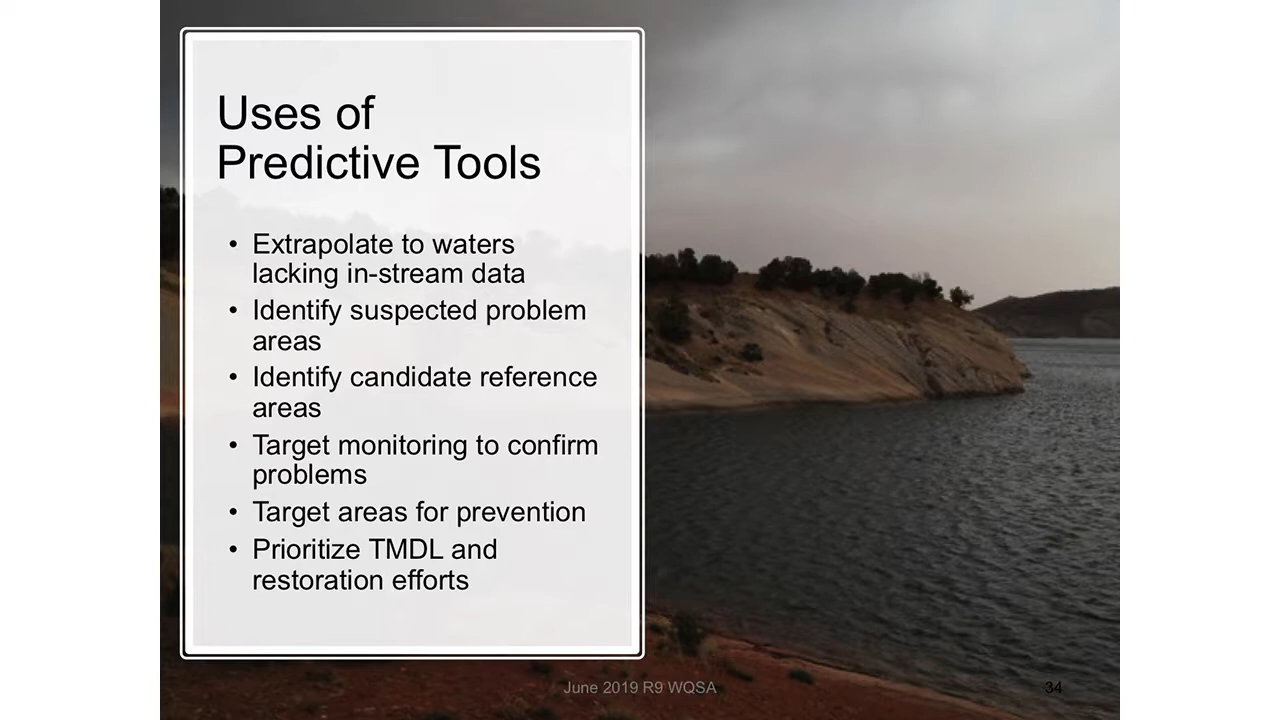 Uses of
Predictive Tools
• Extrapolate to waters
lacking in-stream data
• Identify suspected problem
areas
• Identify candidate reference
areas
• Target monitoring to confirm
problems
• Target areas for prevention
• Prioritize TMDL and
restoration efforts
June 2019 R9 WQSA
34